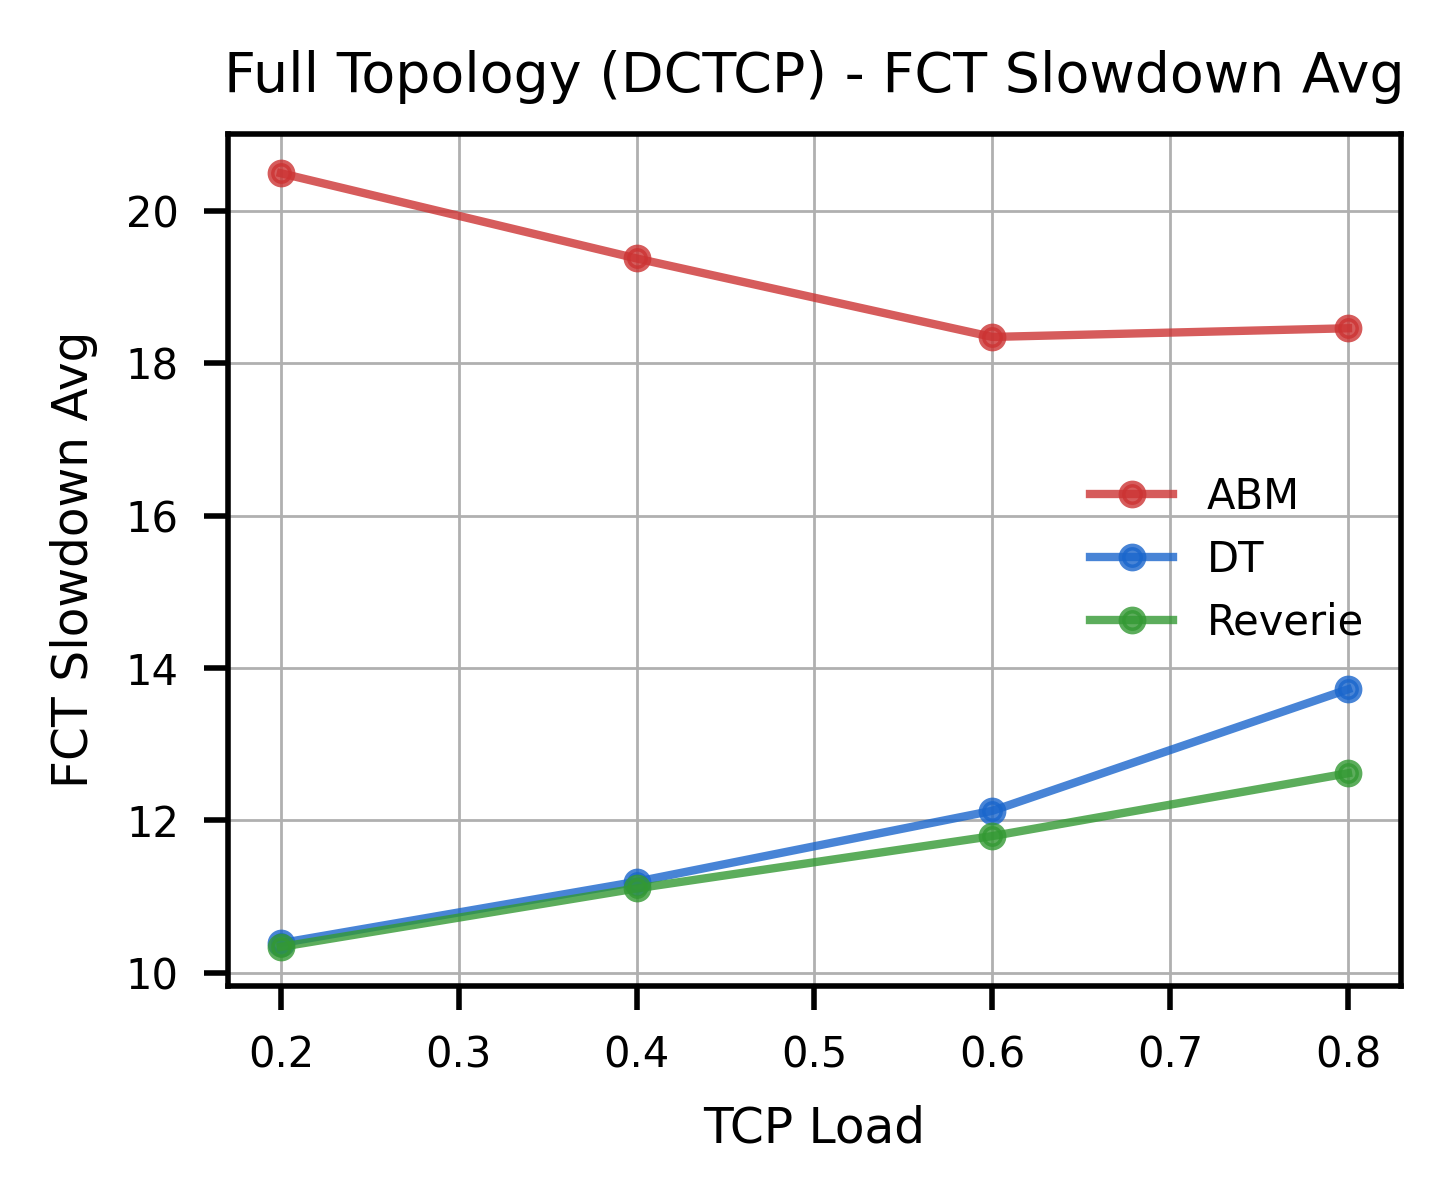 Full Topology (DCTCP) - FCT Slowdown Avg
FCT Slowdown Avg
20
18
16
14
12
10
ABM
DT
Reverie
0.2 0.3 0.4 0.5 0.6 0.7 0.8
TCP Load